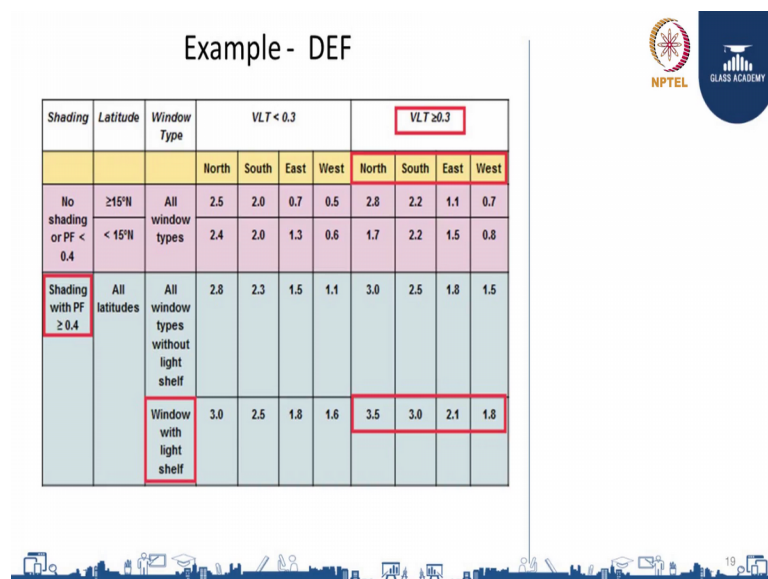 Example - DEF
NPTEL
GLASS ACADEMY
Shading Latitude Window Type VLT < 0.3 VLT ≥0.3
North South East West North South East West
No shading or PF < 0.4 ≥15°N All window types 2.5 2.0 0.7 0.5 2.8 2.2 1.1 0.7
< 15°N 2.4 2.0 1.3 0.6 1.7 2.2 1.5 0.8
Shading with PF ≥ 0.4 All latitudes All window types without light shelf 2.8 2.3 1.5 1.1 3.0 2.5 1.8 1.5
Window with light shelf 3.0 2.5 1.8 1.6 3.5 3.0 2.1 1.8
19